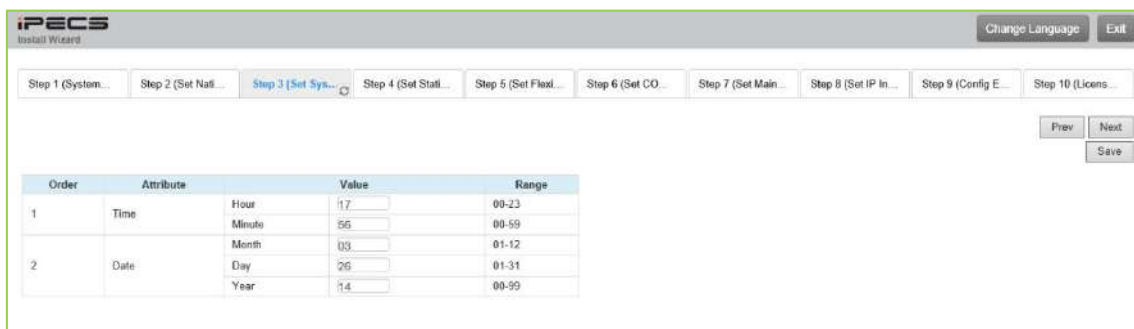 iPECS
Install Wizard
Change Language Exit
Step 1 (System... Step 2 (Set Nati... Step 3 (Set Sys... Step 4 (Set Stati... Step 5 (Set Flexi... Step 6 (Set CO... Step 7 (Set Main... Step 8 (Set IP In... Step 9 (Config E... Step 10 (Licens...
Prev Next
Save
Order Attribute Value Range
1 Time Hour 17 00-23
Minute 56 00-59
2 Date Month 03 01-12
Day 26 01-31
Year 14 00-99